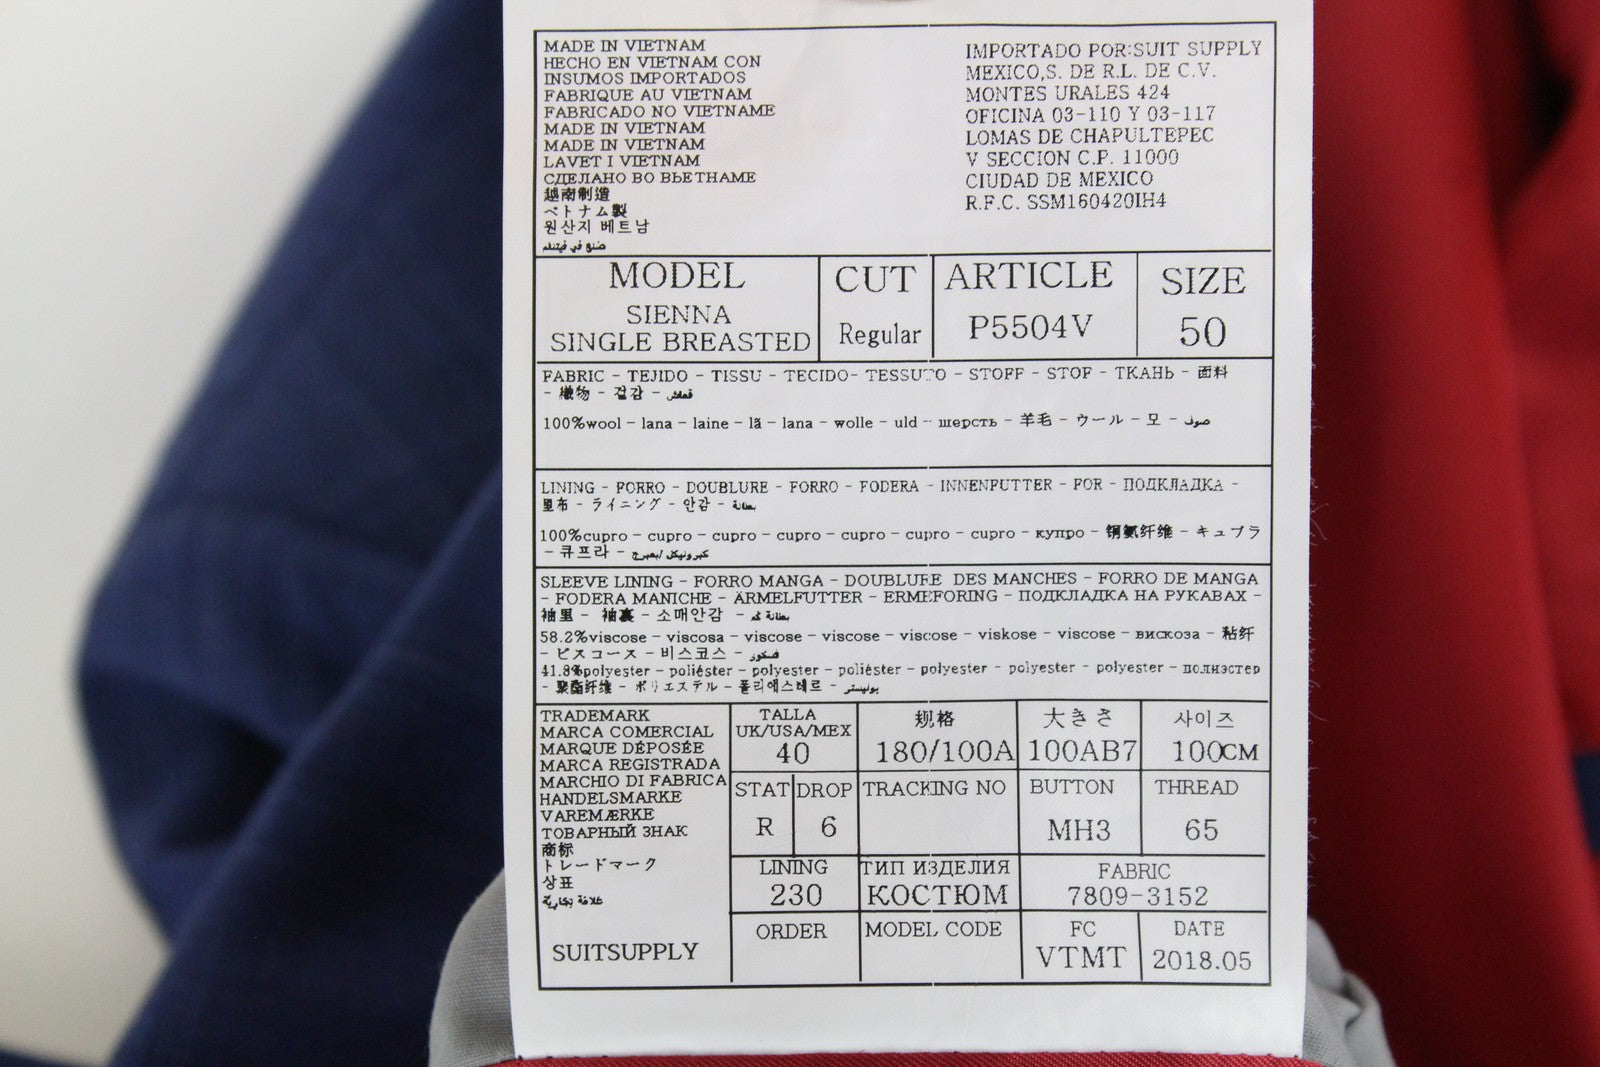 MADE IN VIETNAM
HECHO EN VIETNAM CON
INSUMOS IMPORTADOS
FABRIQUE AU VIETNAM
FABRICADO NO VIETNAME
MADE IN VIETNAM
MADE IN VIETNAM
LAVET I VIETNAM
СДЕЛАНО ВО ВЬЕТНАМЕ
越南制造
ベトナム製
원산지 베트남
صنع في فيتنام
IMPORTADO POR:SUIT SUPPLY
MEXICO,S. DE R.L. DE C.V.
MONTES URALES 424
OFICINA 03-110 Y 03-117
LOMAS DE CHAPULTEPEC
V SECCION C.P. 11000
CIUDAD DE MEXICO
R.F.C. SSM160420IH4
MODEL
SIENNA
SINGLE BREASTED
CUT
Regular
ARTICLE
P5504V
SIZE
50
FABRIC - TEJIDO - TISSU - TECIDO- TESSUTO - STOFF - STOF - ТКАНЬ - 面料
- 織物 - 겉감 - قماش
100%wool - lana - laine - lã - lana - wolle - uld - шерсть - 羊毛 - ウール - 모 - صوف
LINING - FORRO - DOUBLURE - FORRO - FODERA - INNENFUTTER - FOR - ПОДКЛАДКА -
里布 - ライニング - 안감 - بطانة
100%cupro - cupro - cupro - cupro - cupro - cupro - cupro - купро - 铜氨纤维 - キュプラ
- 큐프라 -
SLEEVE LINING - FORRO MANGA - DOUBLURE DES MANCHES - FORRO DE MANGA
- FODERA MANICHE - ÄRMELFUTTER - ERMEFORING - ПОДКЛАДКА НА РУКАВАХ -
袖里 - 袖裏 - 소매안감 - بطانة كم
58.2%viscose - viscosa - viscose - viscose - viscose - viskose - viscose - вискоза - 粘纤
- ビスコース - 비스코스 - فسكوز
41.8%polyester - poliéster - polyester - poliéster - polyester - polyester - polyester - полиэстер
- 聚酯纤维 - ポリエステル - 폴리에스테르 -
TRADEMARK
MARCA COMERCIAL
MARQUE DÉPOSÉE
MARCA REGISTRADA
MARCHIO DI FABRICA
HANDELSMARKE
VAREMÆRKE
ТОВАРНЫЙ ЗНАК
商标
トレードマーク
상표
علامة تجارية
SUITSUPPLY
TALLA
UK/USA/MEX
40
规格
180/100A
大きさ
100AB7
사이즈
100CM
STAT
R
DROP
6
TRACKING NO
BUTTON
MH3
THREAD
65
LINING
230
ТИП ИЗДЕЛИЯ
КОСТЮМ
FABRIC
7809-3152
ORDER
MODEL CODE
FC
VTMT
DATE
2018.05